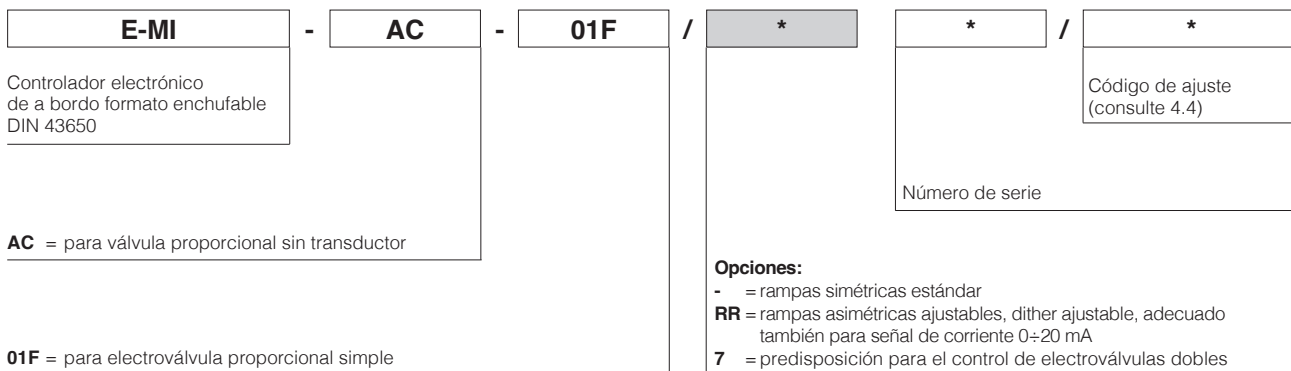 E-MI - AC - 01F / * * / *
Controlador electrónico
de a bordo formato enchufable
DIN 43650
Código de ajuste
(consulte 4.4)
Número de serie
AC = para válvula proporcional sin transductor
01F = para electroválvula proporcional simple
Opciones:
- = rampas simétricas estándar
RR = rampas asimétricas ajustables, dither ajustable, adecuado
también para señal de corriente 0÷20 mA
7 = predisposición para el control de electroválvulas dobles